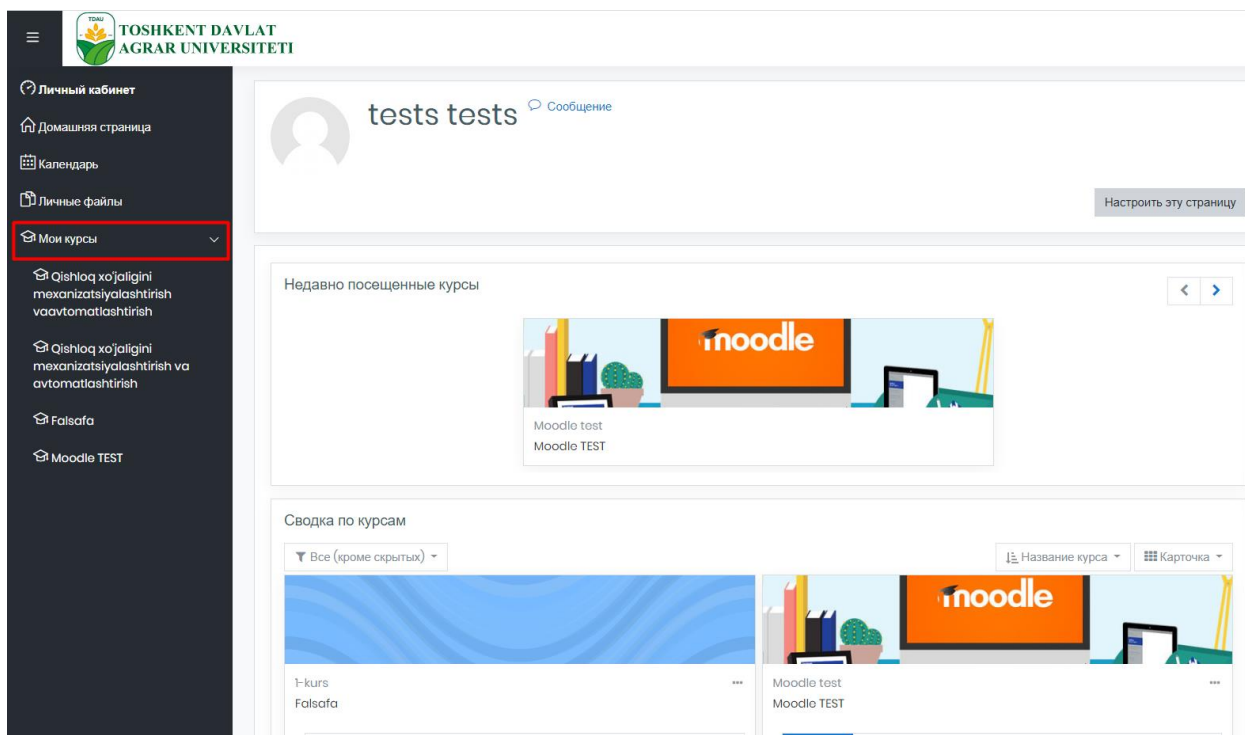 TDAU
TOSHKENT DAVLAT
AGRAR UNIVERSITETI
Личный кабинет
Домашняя страница
Календарь
Личные файлы
Мои курсы
Qishloq xo'jaligini
mexanizatsiyalashtirish
vaavtomatlashtirish
Qishloq xo'jaligini
mexanizatsiyalashtirish va
avtomatlashtirish
Falsafa
Moodle TEST
tests tests
Сообщение
Настроить эту страницу
Недавно посещенные курсы
moodle
Moodle test
Moodle TEST
Сводка по курсам
Все (кроме скрытых)
Название курса
Карточка
1-kurs
Falsafa
moodle
Moodle test
Moodle TEST